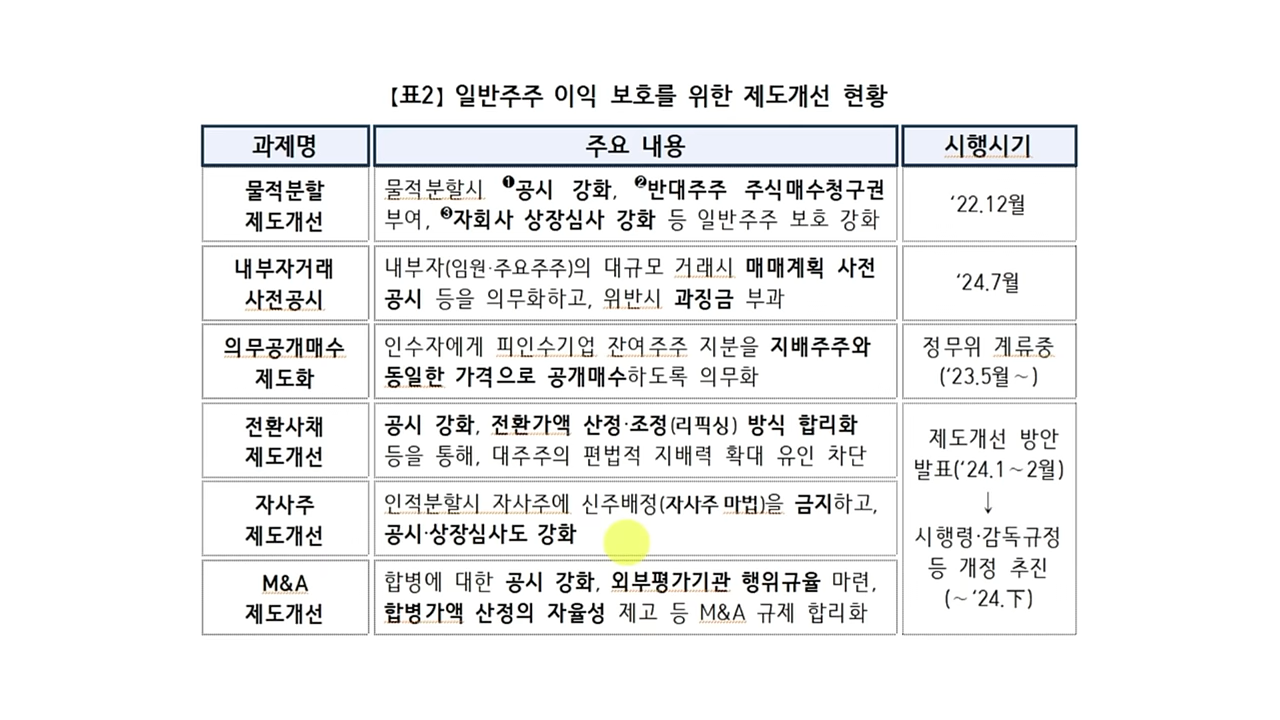 【표2】 일반주주 이익 보호를 위한 제도개선 현황
과제명 주요 내용 시행시기
물적분할
제도개선
물적분할시 ❶공시 강화, ❷반대주주 주식매수청구권
부여, ❸자회사 상장심사 강화 등 일반주주 보호 강화
‘22.12월
내부자거래
사전공시
내부자(임원·주요주주)의 대규모 거래시 매매계획 사전
공시 등을 의무화하고, 위반시 과징금 부과
‘24.7월
의무공개매수
제도화
인수자에게 피인수기업 잔여주주 지분을 지배주주와
동일한 가격으로 공개매수하도록 의무화
정무위 계류중
(‘23.5월~)
전환사채
제도개선
공시 강화, 전환가액 산정·조정(리픽싱) 방식 합리화
등을 통해, 대주주의 편법적 지배력 확대 유인 차단
자사주
제도개선
인적분할시 자사주에 신주배정(자사주 마법)을 금지하고,
공시·상장심사도 강화
M&A
제도개선
합병에 대한 공시 강화, 외부평가기관 행위규율 마련,
합병가액 산정의 자율성 제고 등 M&A 규제 합리화
제도개선 방안
발표(‘24.1~2월)
↓
시행령·감독규정
등 개정 추진
(~‘24.下)